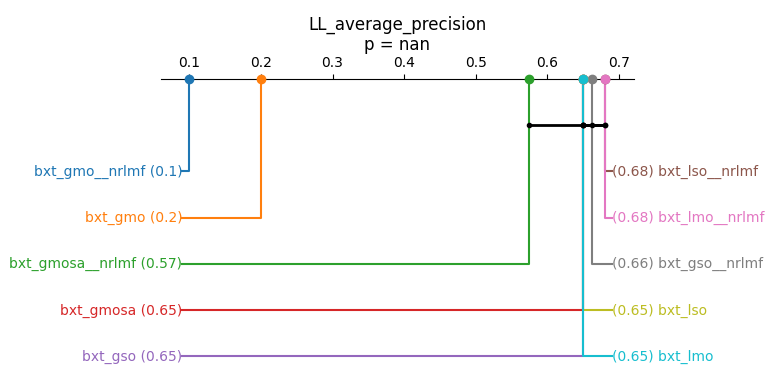 LL_average_precision
p = nan
0.1 0.2 0.3 0.4 0.5 0.6 0.7
bxt_gmo__nrlmf (0.1) (0.68) bxt_lso__nrlmf
bxt_gmo (0.2) (0.68) bxt_lmo__nrlmf
bxt_gmosa__nrlmf (0.57) (0.66) bxt_gso__nrlmf
bxt_gmosa (0.65) (0.65) bxt_lso
bxt_gso (0.65) (0.65) bxt_lmo